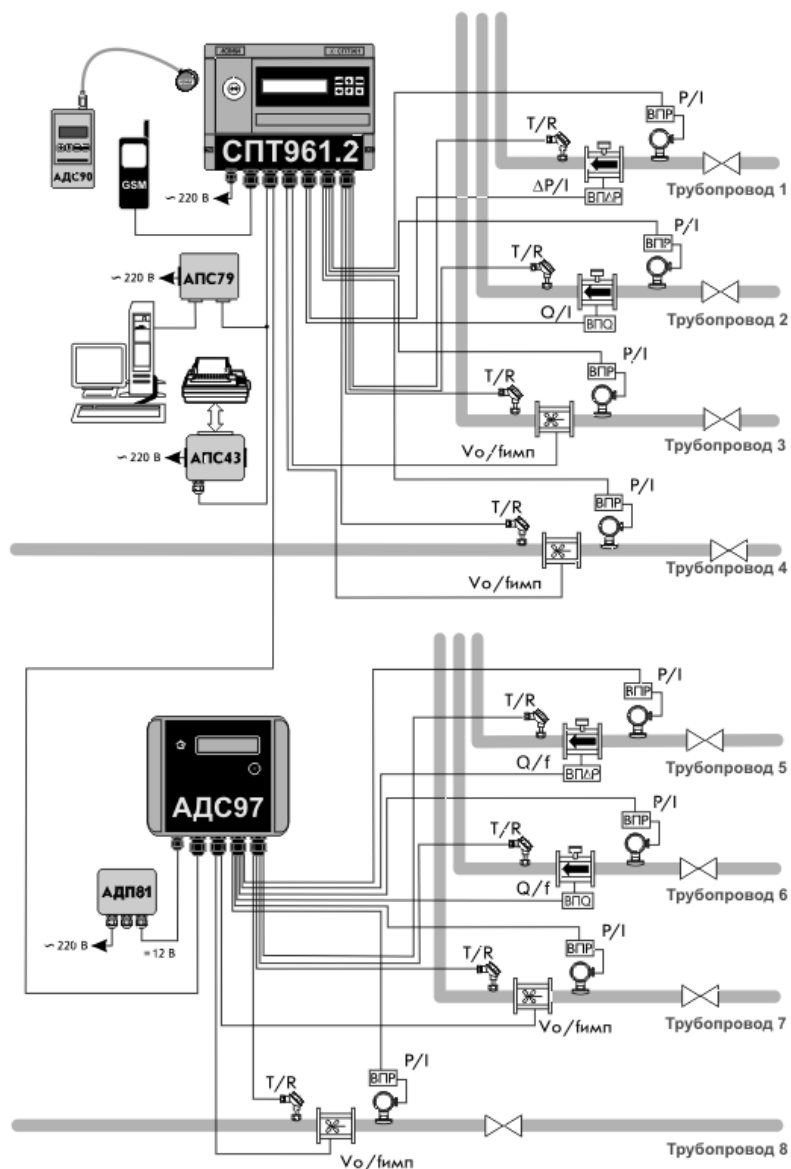 ЛОГИКА СПТ961
СПТ961.2
АДС90
GSM
~ 220 В
P/I
ВПР
T/R
ΔP/I
ВПΔР
Трубопровод 1
P/I
ВПР
T/R
Q/I
ВПQ
Трубопровод 2
~ 220 В
АПС79
P/I
ВПР
T/R
Vo/fимп
Трубопровод 3
~ 220 В
АПС43
P/I
ВПР
T/R
Vo/fимп
Трубопровод 4
P/I
ВПР
T/R
Q/f
ВПΔР
Трубопровод 5
АДС97
P/I
ВПР
T/R
Q/f
ВПQ
Трубопровод 6
АДП81
~ 220 В
=12 В
P/I
ВПР
T/R
Vo/fимп
Трубопровод 7
P/I
ВПР
T/R
Vo/fимп
Трубопровод 8